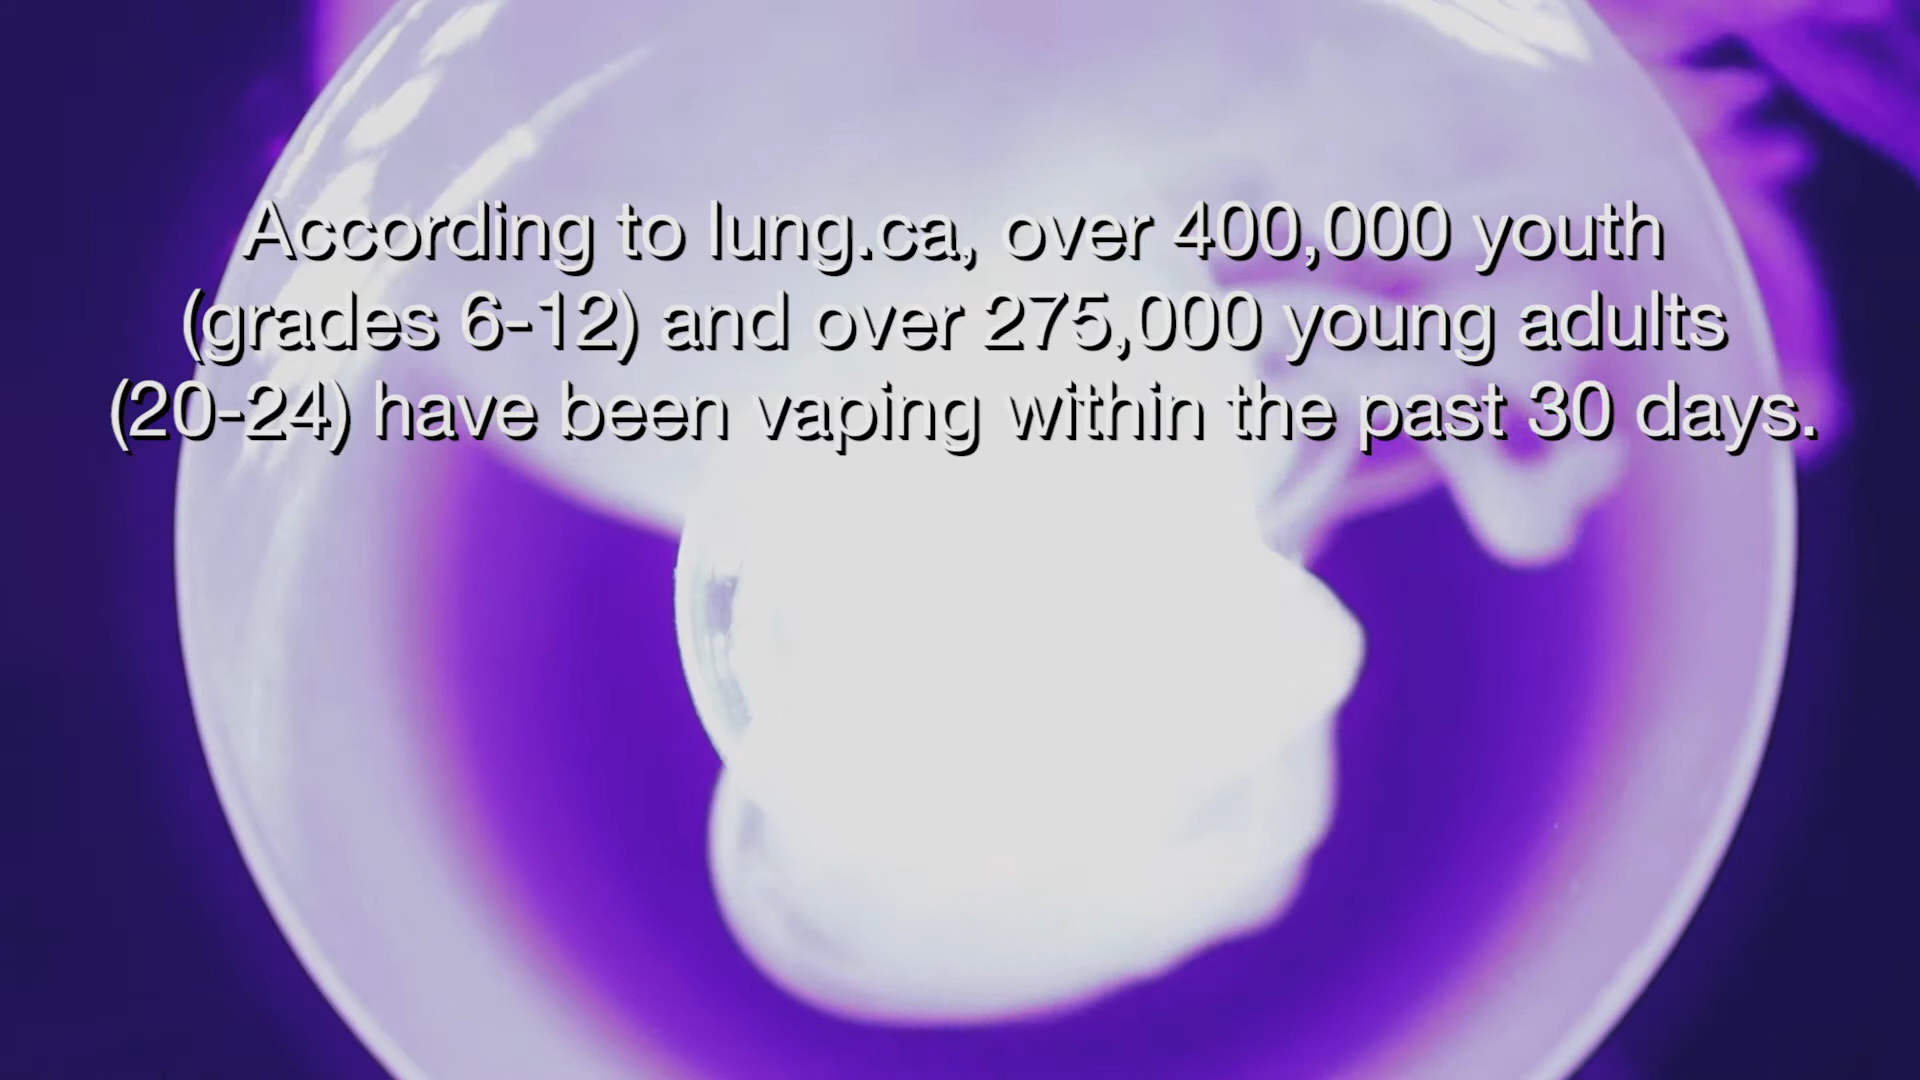 According to lung.ca, over 400,000 youth
(grades 6-12) and over 275,000 young adults
(20-24) have been vaping within the past 30 days.